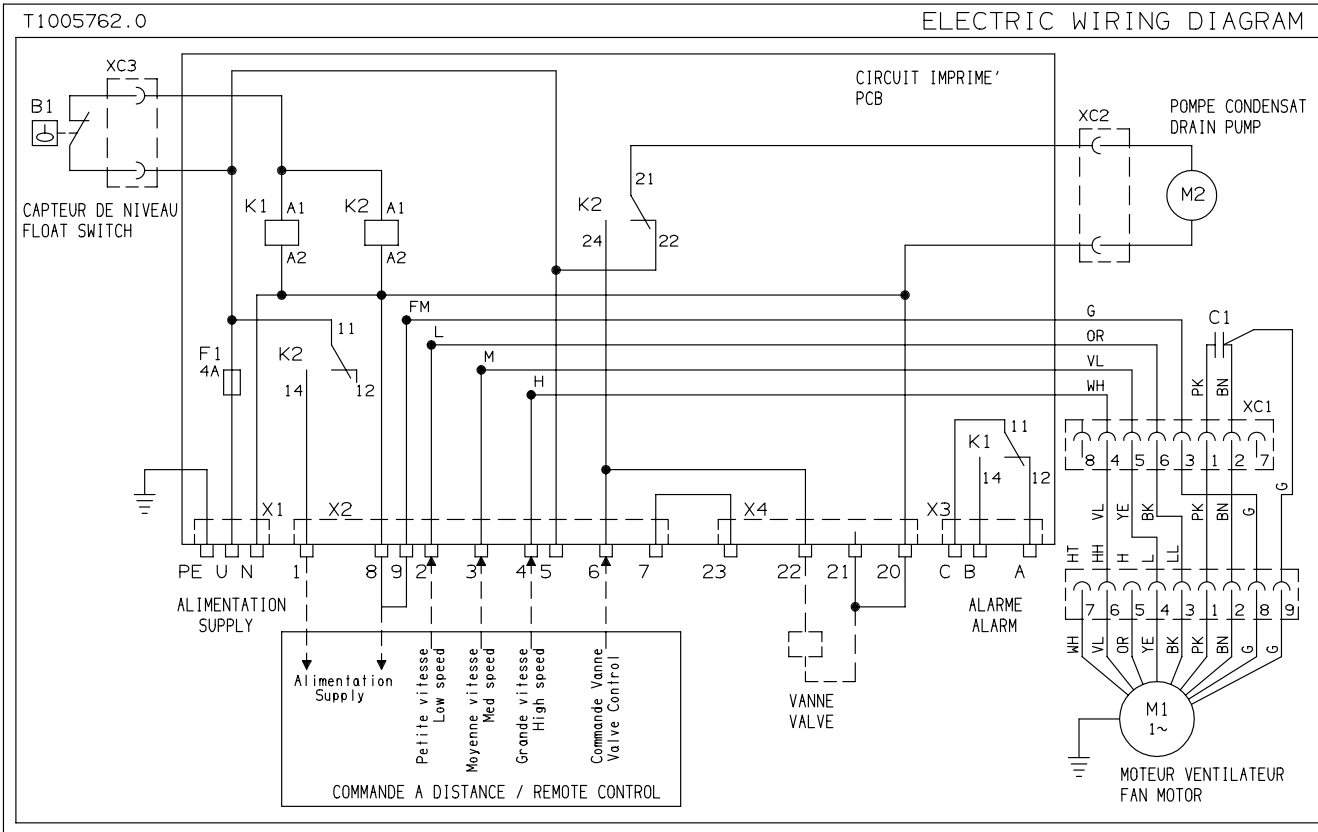 T1005762.0
ELECTRIC WIRING DIAGRAM
XC3
B1
CAPTEUR DE NIVEAU
FLOAT SWITCH
CIRCUIT IMPRIME'
PCB
XC2
POMPE CONDENSAT
DRAIN PUMP
M2
K1
A1
A2
K2
A1
A2
K2
21
24
22
FM
L
M
H
G
OR
VL
WH
C1
PK
BN
XC1
F1
4A
K2
11
14
12
K1
11
14
12
8 4 5 6 3 1 2 7
VL
YE
BK
PK
BN
G
G
HT
HH
H
L
LL
7 6 5 4 3 1 2 8 9
WH
VL
OR
YE
BK
PK
BN
G
G
M1
1~
MOTEUR VENTILATEUR
FAN MOTOR
X1
X2
X4
X3
PE U N
1 8 9 2 3 4 5 6 7
23 22 21 20
C B A
ALIMENTATION
SUPPLY
ALARME
ALARM
VANNE
VALVE
Alimentation
Supply
Petite vitesse
Low speed
Moyenne vitesse
Med speed
Grande vitesse
High speed
Commande Vanne
Valve Control
COMMANDE A DISTANCE / REMOTE CONTROL